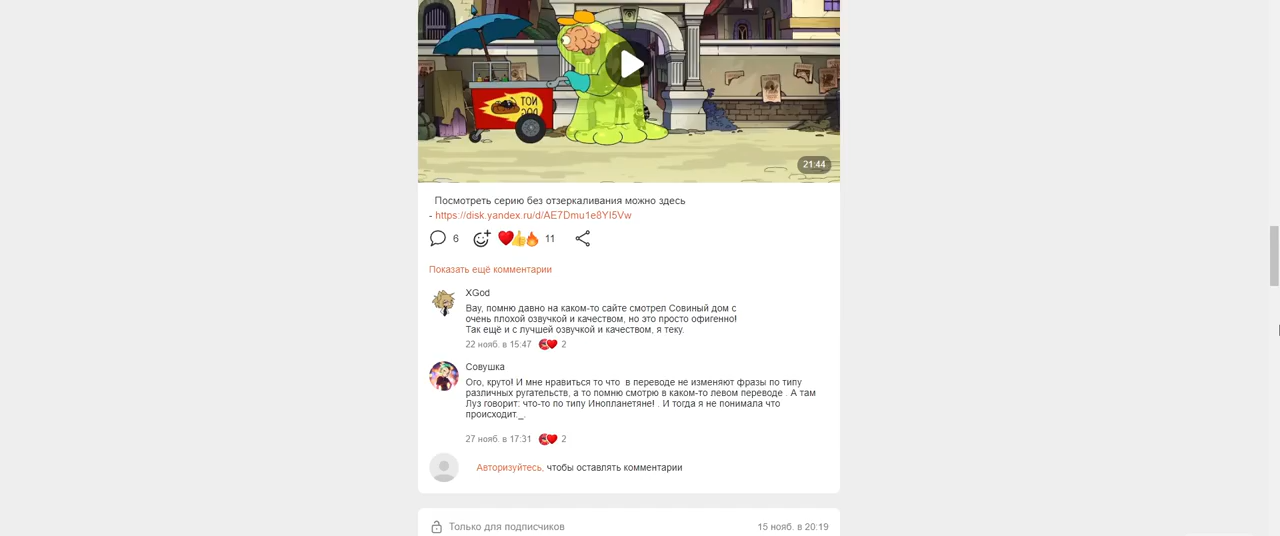 ТОИ
ƧОД
21:44
Посмотреть серию без отзеркаливания можно здесь
- https://disk.yandex.ru/d/AE7Dmu1e8YI5Vw
6 11
Показать ещё комментарии
XGod
Вау, помню давно на каком-то сайте смотрел Совиный дом с
очень плохой озвучкой и качеством, но это просто офигенно!
Так ещё и с лучшей озвучкой и качеством, я теку.
22 нояб. в 15:47 2
Совушка
Ого, круто! И мне нравиться то что в переводе не изменяют фразы по типу
различных ругательств, а то помню смотрю в каком-то левом переводе . А там
Луз говорит: что-то по типу Инопланетяне! . И тогда я не понимала что
происходит._.
27 нояб. в 17:31 2
Авторизуйтесь, чтобы оставлять комментарии
Только для подписчиков 15 нояб. в 20:19